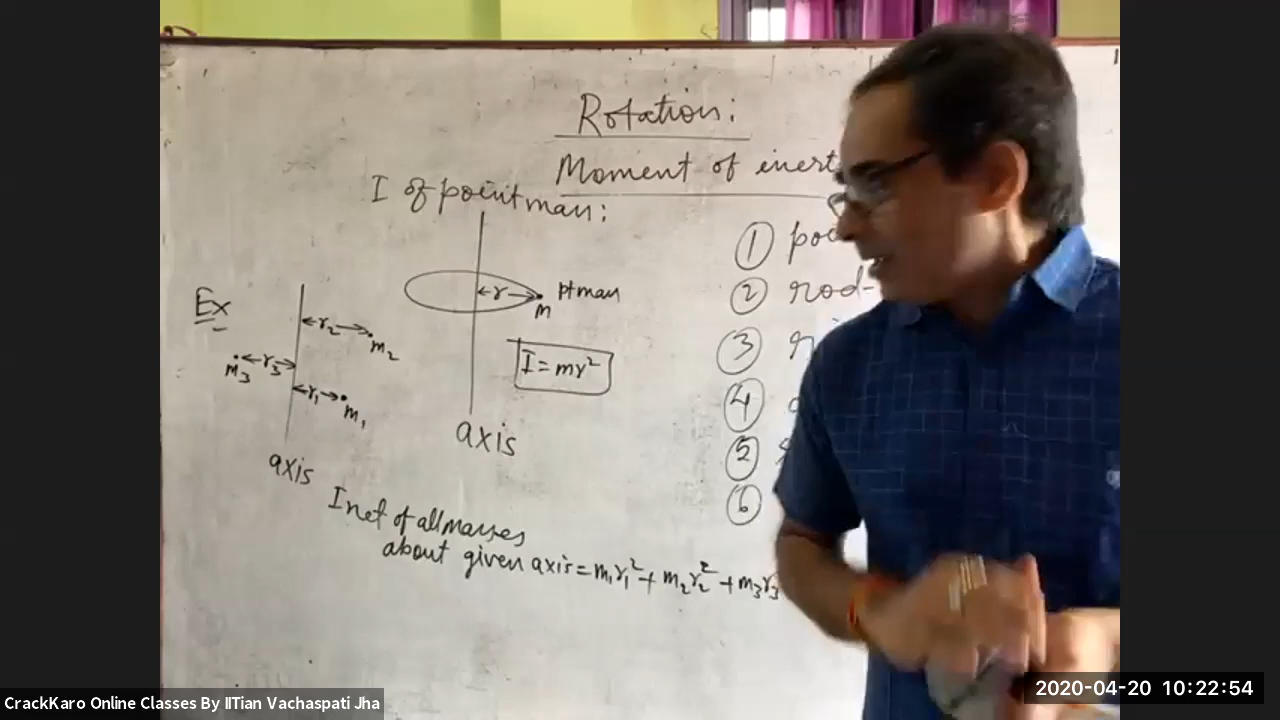 Rotation:
Moment of inert
I of point mass:
① po
② rod-
③
④
⑤
⑥
Ex
r
pt mass
m
I = mr²
axis
r₂
m₂
m₃
r₃
r₁
m₁
axis
I net of all masses
about given axis = m₁r₁² + m₂r₂² + m₃r₃
CrackKaro Online Classes By IITian Vachaspati Jha
2020-04-20 10:22:54